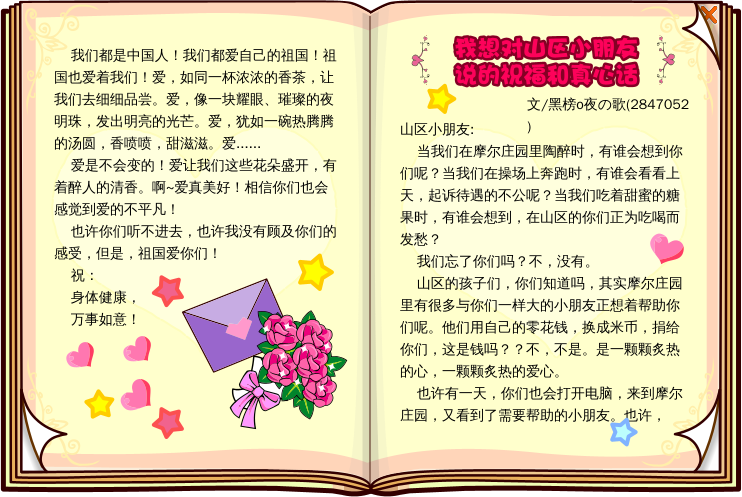 我们都是中国人！我们都爱自己的祖国！祖
国也爱着我们！爱，如同一杯浓浓的香茶，让
我们去细细品尝。爱，像一块耀眼、璀璨的夜
明珠，发出明亮的光芒。爱，犹如一碗热腾腾
的汤圆，香喷喷，甜滋滋。爱……
爱是不会变的！爱让我们这些花朵盛开，有
着醉人的清香。啊~爱真美好！相信你们也会
感觉到爱的不平凡！
也许你们听不进去，也许我没有顾及你们的
感受，但是，祖国爱你们！
祝：
身体健康，
万事如意！
我想对山区小朋友
说的祝福和真心话
文/黑榜o夜の歌(2847052
)
山区小朋友:
当我们在摩尔庄园里陶醉时，有谁会想到你
们呢？当我们在操场上奔跑时，有谁会看看上
天，起诉待遇的不公呢？当我们吃着甜蜜的糖
果时，有谁会想到，在山区的你们正为吃喝而
发愁？
我们忘了你们吗？不，没有。
山区的孩子们，你们知道吗，其实摩尔庄园
里有很多与你们一样大的小朋友正想着帮助你
们呢。他们用自己的零花钱，换成米币，捐给
你们，这是钱吗？？不，不是。是一颗颗炙热
的心，一颗颗炙热的爱心。
也许有一天，你们也会打开电脑，来到摩尔
庄园，又看到了需要帮助的小朋友。也许，